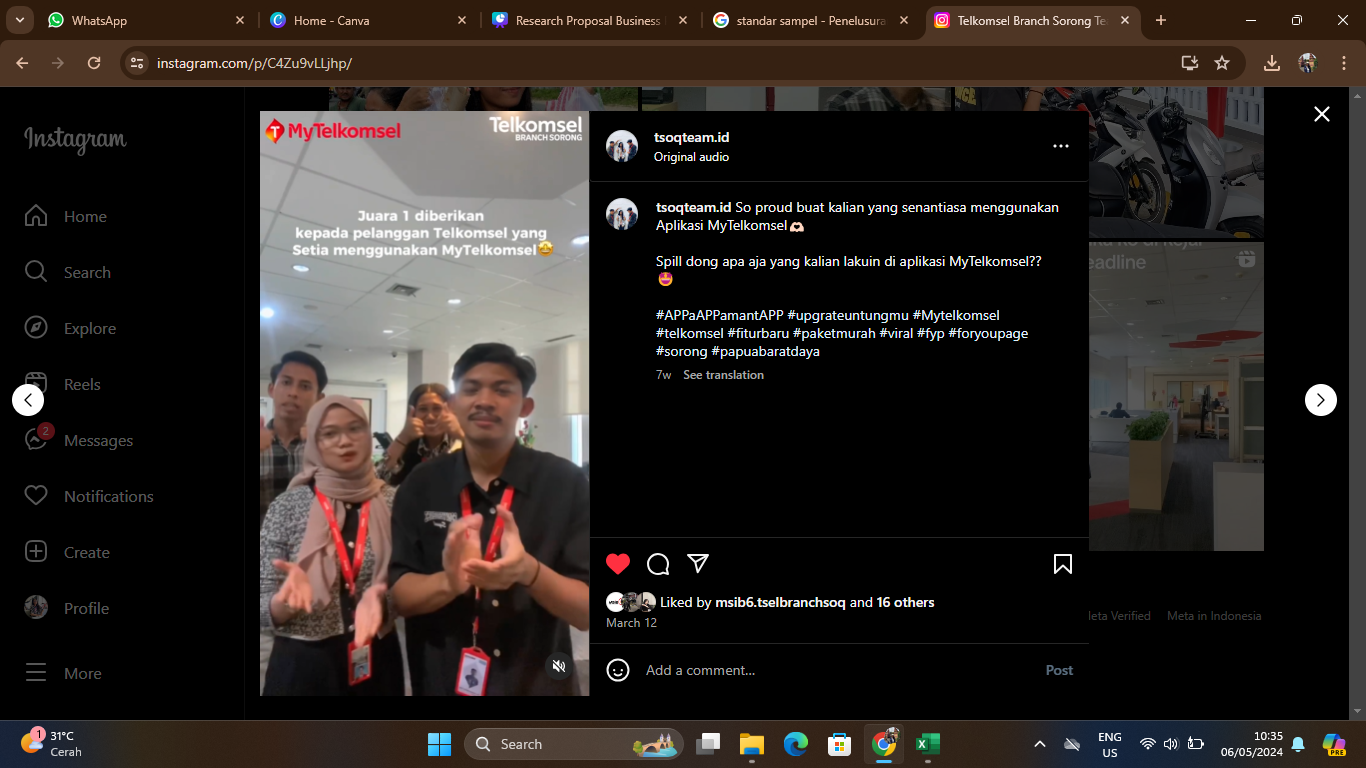 WhatsApp
Home - Canva
Research Proposal Business
standar sampel - Penelusura
Telkomsel Branch Sorong Te
instagram.com/p/C4Zu9vLLjhp/
Instagram
Home
Search
Explore
Reels
2
Messages
Notifications
Create
Profile
More
MyTelkomsel
Telkomsel
BRANCH SORONG
Juara 1 diberikan
kepada pelanggan Telkomsel yang
Setia menggunakan MyTelkomsel🤩
tsoqteam.id
Original audio
tsoqteam.id So proud buat kalian yang senantiasa menggunakan
Aplikasi MyTelkomsel🫶🏻
Spill dong apa aja yang kalian lakuin di aplikasi MyTelkomsel??
🤩
#APPaAPPamantAPP #upgrateuntungmu #Mytelkomsel
#telkomsel #fiturbaru #paketmurah #viral #fyp #foryoupage
#sorong #papuabaratdaya
7w See translation
Liked by msib6.tselbranchsoq and 16 others
March 12
Add a comment...
Post
eadline
leta Verified
Meta in Indonesia
1
31°C
Cerah
Search
ENG
US
10:35
06/05/2024
PRE